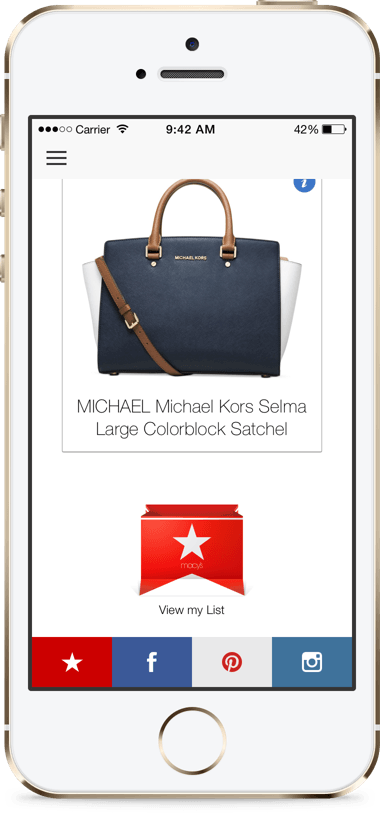 Carrier 9:42 AM 42%
i
MICHAEL KORS
MICHAEL Michael Kors Selma
Large Colorblock Satchel
macys
View my List
f